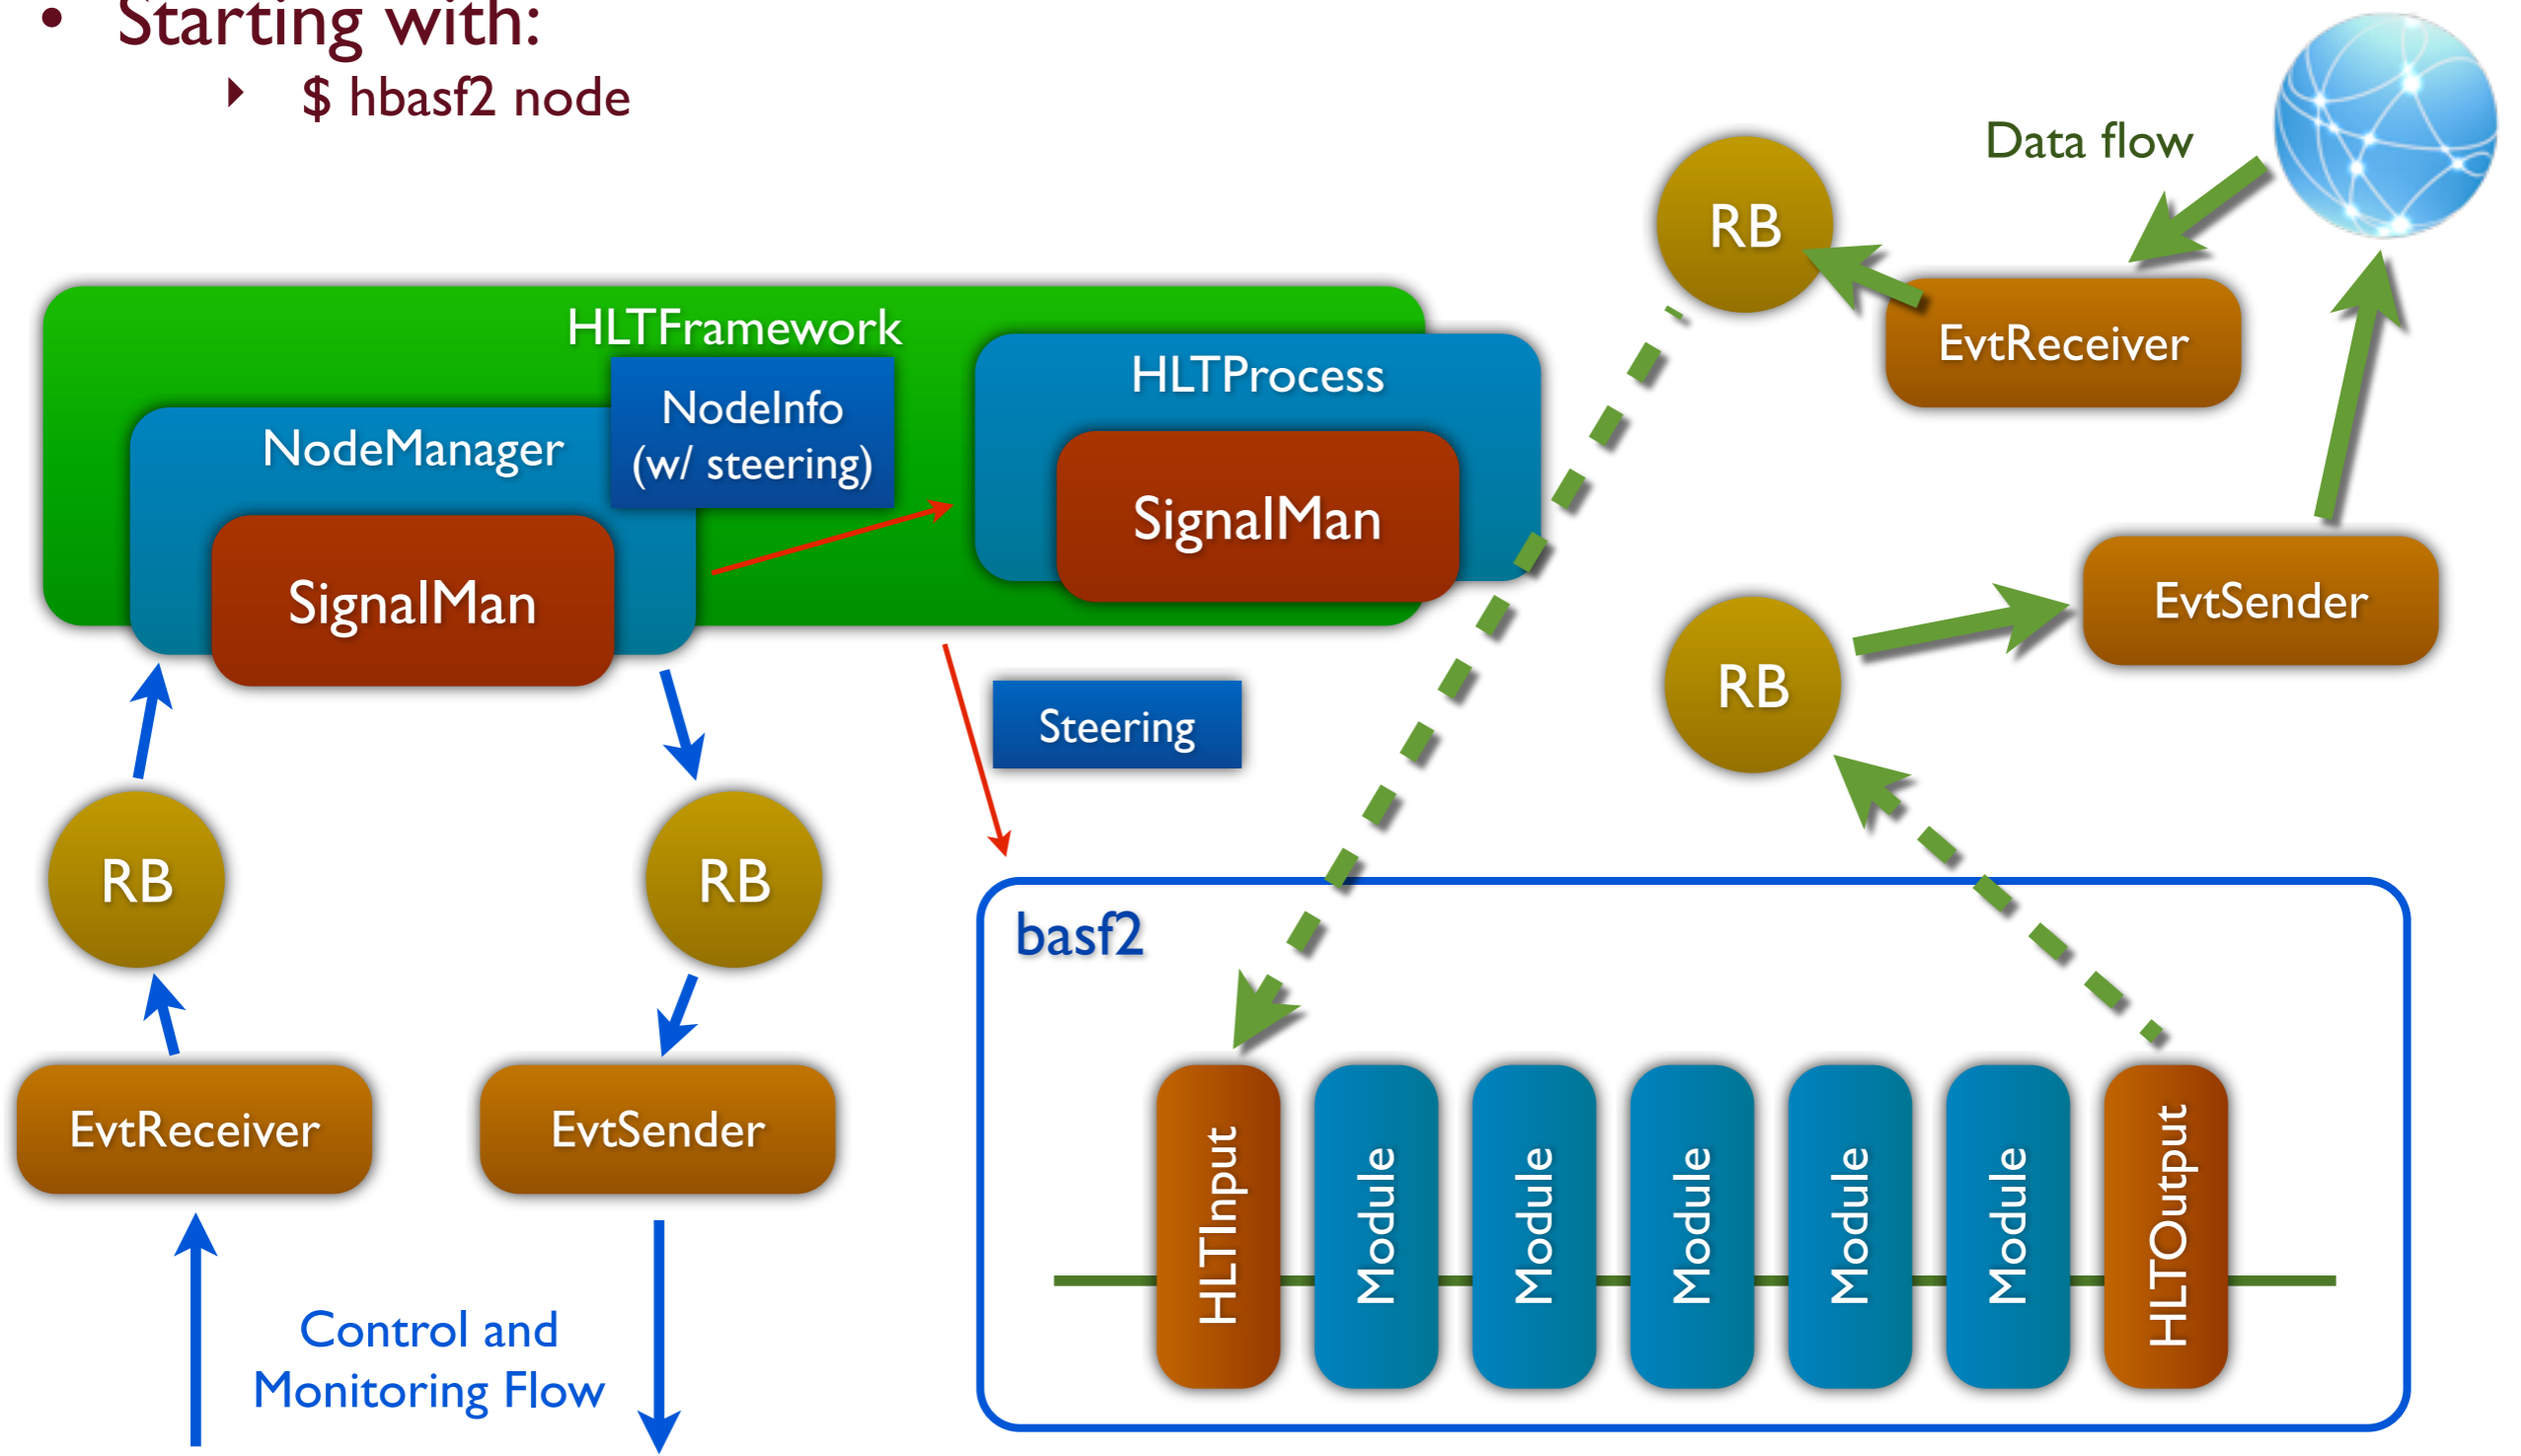 • Starting with:
‣ $ hbasf2 node
Data flow
RB
EvtReceiver
HLTFramework
NodeInfo
(w/ steering)
HLTProcess
NodeManager
SignalMan
SignalMan
EvtSender
RB
Steering
RB
RB
basf2
EvtReceiver
EvtSender
HLTInput
Module
Module
Module
Module
Module
HLTOutput
Control and
Monitoring Flow